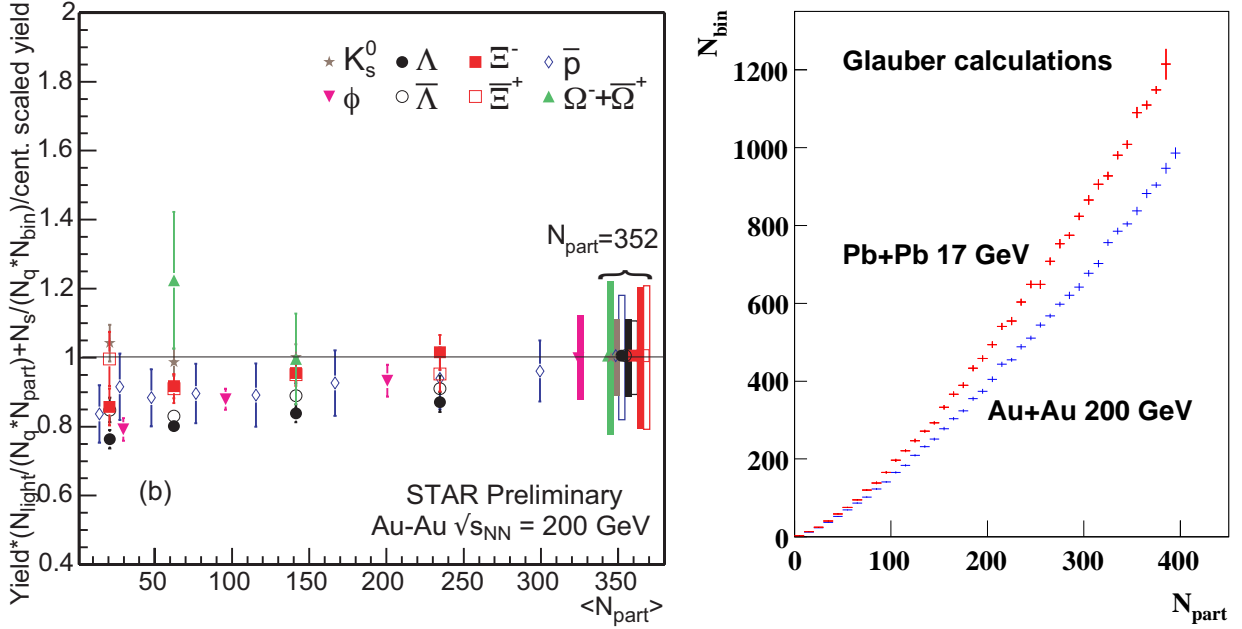 Yield*(N_light/(N_q*N_part)+N_s/(N_q*N_bin)/cent. scaled yield
2
1.8
1.6
1.4
1.2
1
0.8
0.6
0.4
K_s^0 Λ Ξ^- p̅
φ Λ̅ Ξ̅^+ Ω^-+Ω̅^+
N_part=352
(b)
STAR Preliminary
Au-Au √s_NN = 200 GeV
50 100 150 200 250 300 350
<N_part>
N_bin
1200
1000
800
600
400
200
0
Glauber calculations
Pb+Pb 17 GeV
Au+Au 200 GeV
0 100 200 300 400
N_part